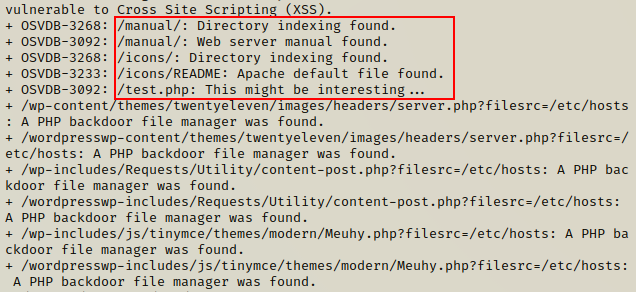 vulnerable to Cross Site Scripting (XSS).
+ OSVDB-3268: /manual/: Directory indexing found.
+ OSVDB-3092: /manual/: Web server manual found.
+ OSVDB-3268: /icons/: Directory indexing found.
+ OSVDB-3233: /icons/README: Apache default file found.
+ OSVDB-3092: /test.php: This might be interesting...
+ /wp-content/themes/twentyeleven/images/headers/server.php?filesrc=/etc/hosts
: A PHP backdoor file manager was found.
+ /wordpresswp-content/themes/twentyeleven/images/headers/server.php?filesrc=/
etc/hosts: A PHP backdoor file manager was found.
+ /wp-includes/Requests/Utility/content-post.php?filesrc=/etc/hosts: A PHP bac
kdoor file manager was found.
+ /wordpresswp-includes/Requests/Utility/content-post.php?filesrc=/etc/hosts:
A PHP backdoor file manager was found.
+ /wp-includes/js/tinymce/themes/modern/Meuhy.php?filesrc=/etc/hosts: A PHP ba
ckdoor file manager was found.
+ /wordpresswp-includes/js/tinymce/themes/modern/Meuhy.php?filesrc=/etc/hosts:
A PHP backdoor file manager was found.